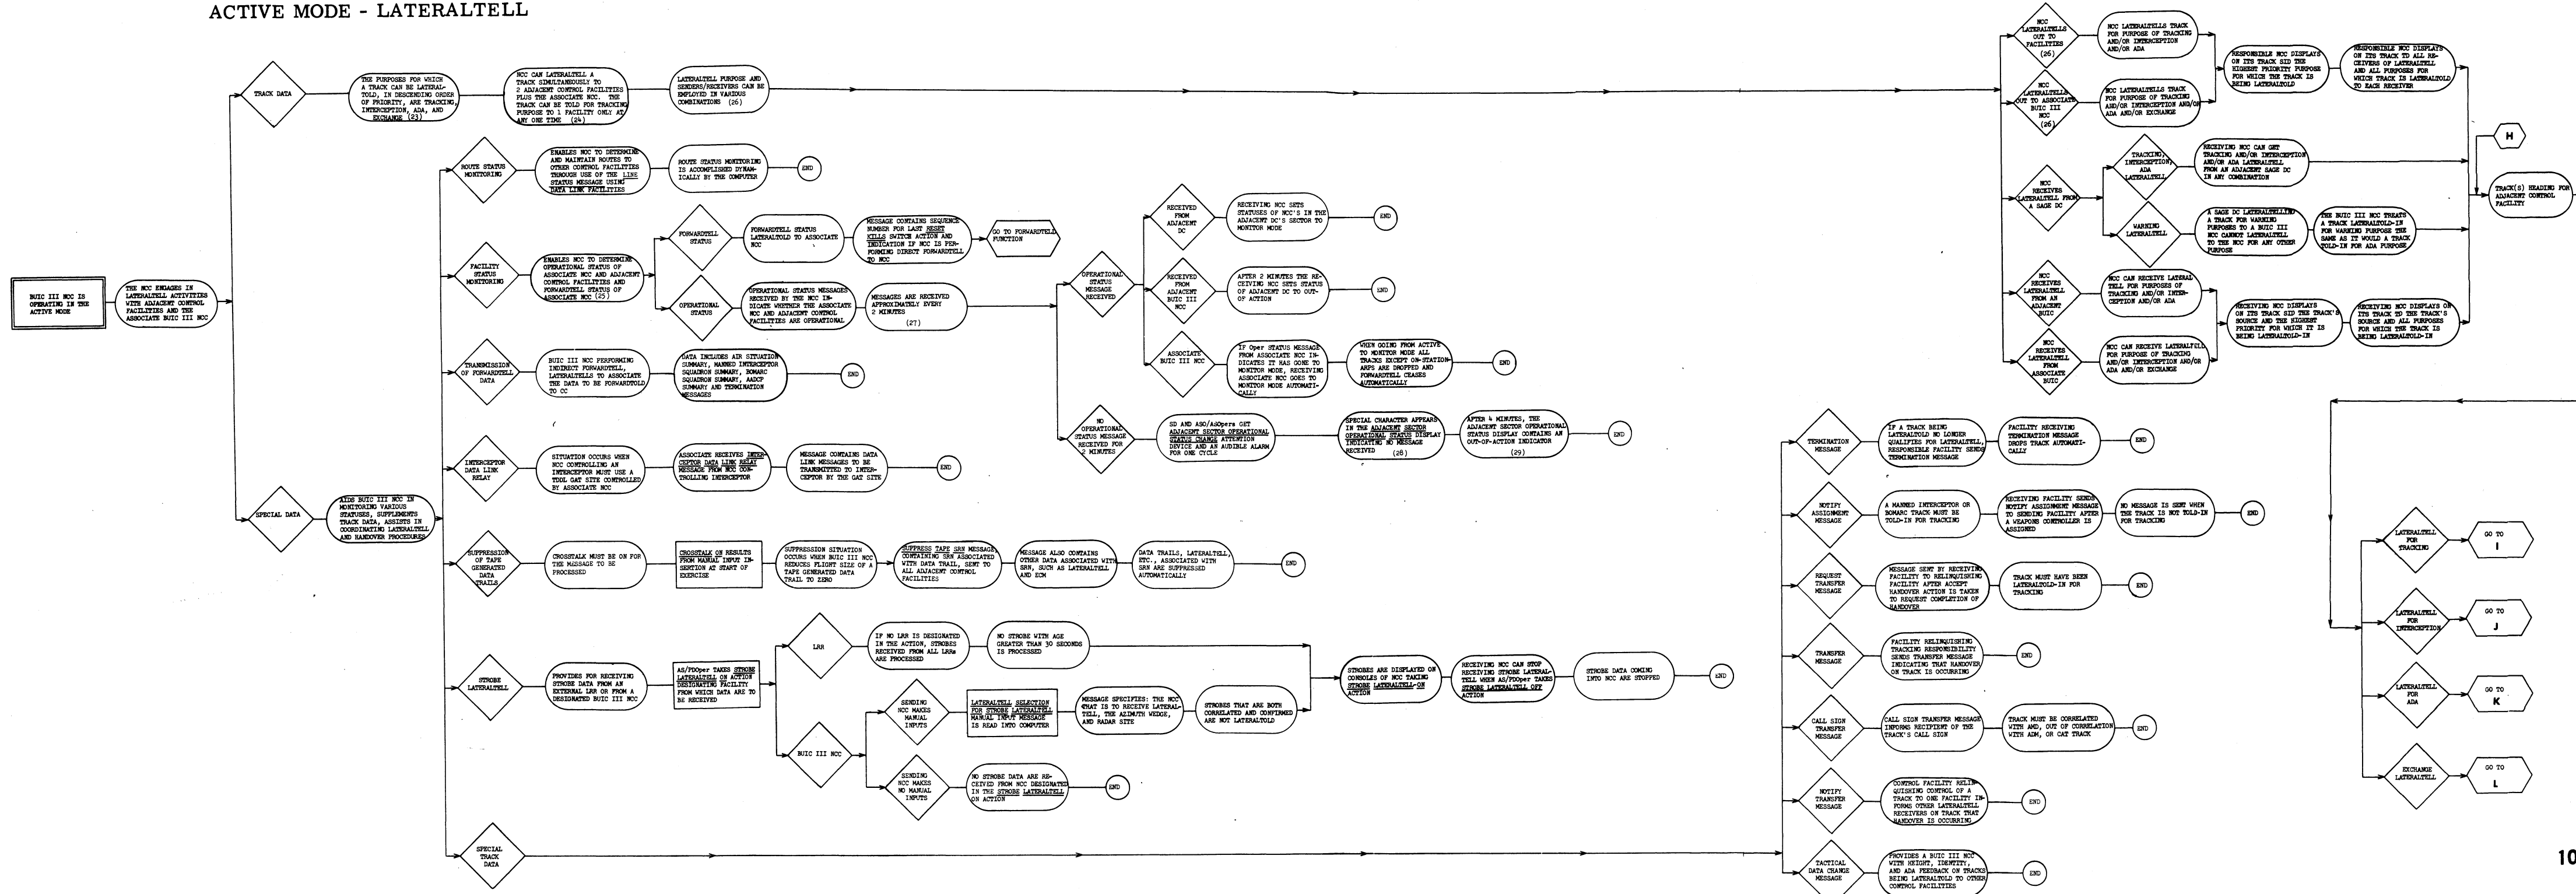 ACTIVE MODE - LATERALTELL
BUIC III NCC IS
OPERATING IN THE
ACTIVE MODE
THE NCC ENGAGES IN
LATERALTELL ACTIVITIES
WITH ADJACENT CONTROL
FACILITIES AND THE
ASSOCIATE BUIC III NCC
TRACK DATA
THE PURPOSES FOR WHICH
A TRACK CAN BE LATERAL-
TOLD, IN DESCENDING ORDER
OF PRIORITY, ARE TRACKING,
INTERCEPTION, ADA, AND
EXCHANGE (23)
NCC CAN LATERALTELL A
TRACK SIMULTANEOUSLY TO
2 ADJACENT CONTROL FACILITIES
PLUS THE ASSOCIATE NCC. THE
TRACK CAN BE TOLD FOR TRACKING
PURPOSE TO 1 FACILITY ONLY AT
ANY ONE TIME (24)
LATERALTELL PURPOSE AND
SENDERS/RECEIVERS CAN BE
EMPLOYED IN VARIOUS
COMBINATIONS (26)
SPECIAL DATA
AIDS BUIC III NCC IN
MONITORING VARIOUS
STATUSES, SUPPLEMENTS
TRACK DATA, ASSISTS IN
COORDINATING LATERALTELL
AND HANDOVER PROCEDURES
ROUTE STATUS
MONITORING
ENABLES NCC TO DETERMINE
AND MAINTAIN ROUTES TO
OTHER CONTROL FACILITIES
THROUGH USE OF THE LINE
STATUS MESSAGE USING
DATA LINK FACILITIES
ROUTE STATUS MONITORING
IS ACCOMPLISHED DYNAM-
ICALLY BY THE COMPUTER
END
FACILITY
STATUS
MONITORING
ENABLES NCC TO DETERMINE
OPERATIONAL STATUS OF
ASSOCIATE NCC AND ADJACENT
CONTROL FACILITIES AND
FORWARDTELL STATUS OF
ASSOCIATE NCC (25)
FORWARDTELL
STATUS
FORWARDTELL STATUS
LATERALTOLD TO ASSOCIATE
NCC
MESSAGE CONTAINS SEQUENCE
NUMBER FOR LAST RESET
KILLS SWITCH ACTION AND
INDICATION IF NCC IS PER-
FORMING DIRECT FORWARDTELL
TO NCC
GO TO FORWARDTELL
FUNCTION
OPERATIONAL
STATUS
OPERATIONAL STATUS MESSAGES
RECEIVED BY THE NCC IN-
DICATE WHETHER THE ASSOCIATE
NCC AND ADJACENT CONTROL
FACILITIES ARE OPERATIONAL
MESSAGES ARE RECEIVED
APPROXIMATELY EVERY
2 MINUTES
(27)
OPERATIONAL
STATUS
MESSAGE
RECEIVED
RECEIVED
FROM
ADJACENT
DC
RECEIVING NCC SETS
STATUSES OF NCC'S IN THE
ADJACENT DC'S SECTOR TO
MONITOR MODE
END
RECEIVED
FROM
ADJACENT
BUIC III
NCC
AFTER 2 MINUTES THE RE-
CEIVING NCC SETS STATUS
OF ADJACENT DC TO OUT-
OF ACTION
END
ASSOCIATE
BUIC III NCC
IF Oper STATUS MESSAGE
FROM ASSOCIATE NCC IN-
DICATES IT HAS GONE TO
MONITOR MODE, RECEIVING
ASSOCIATE NCC GOES TO
MONITOR MODE AUTOMATI-
CALLY
WHEN GOING FROM ACTIVE
TO MONITOR MODE ALL
TRACKS EXCEPT ON-STATION-
ARPS ARE DROPPED AND
FORWARDTELL CEASES
AUTOMATICALLY
END
NO
OPERATIONAL
STATUS MESSAGE
RECEIVED FOR
2 MINUTES
SD AND ASO/ASOpers GET
ADJACENT SECTOR OPERATIONAL
STATUS CHANGE ATTENTION
DEVICE AND AN AUDIBLE ALARM
FOR ONE CYCLE
SPECIAL CHARACTER APPEARS
IN THE ADJACENT SECTOR
OPERATIONAL STATUS DISPLAY
INDICATING NO MESSAGE
RECEIVED
(28)
AFTER 4 MINUTES, THE
ADJACENT SECTOR OPERATIONAL
STATUS DISPLAY CONTAINS AN
OUT-OF-ACTION INDICATOR
(29)
END
TRANSMISSION
OF FORWARDTELL
DATA
BUIC III NCC PERFORMING
INDIRECT FORWARDTELL,
LATERALTELLS TO ASSOCIATE
THE DATA TO BE FORWARDTOLD
TO CC
DATA INCLUDES AIR SITUATION
SUMMARY, MANNED INTERCEPTOR
SQUADRON SUMMARY, BOMARC
SQUADRON SUMMARY, AADCP
SUMMARY AND TERMINATION
MESSAGES
END
INTERCEPTOR
DATA LINK
RELAY
SITUATION OCCURS WHEN
NCC CONTROLLING AN
INTERCEPTOR MUST USE A
TDDL GAT SITE CONTROLLED
BY ASSOCIATE NCC
ASSOCIATE RECEIVES INTER-
CEPTOR DATA LINK RELAY
MESSAGE FROM NCC CON-
TROLLING INTERCEPTOR
MESSAGE CONTAINS DATA
LINK MESSAGES TO BE
TRANSMITTED TO INTER-
CEPTOR BY THE GAT SITE
END
SUPPRESSION
OF TAPE
GENERATED
DATA
TRAILS
CROSSTALK MUST BE ON FOR
THE MESSAGE TO BE
PROCESSED
CROSSTALK ON RESULTS
FROM MANUAL INPUT IN-
SERTION AT START OF
EXERCISE
SUPPRESSION SITUATION
OCCURS WHEN BUIC III NCC
REDUCES FLIGHT SIZE OF A
TAPE GENERATED DATA
TRAIL TO ZERO
SUPPRESS TAPE SRN MESSAGE,
CONTAINING SRN ASSOCIATED
WITH DATA TRAIL, SENT TO
ALL ADJACENT CONTROL
FACILITIES
MESSAGE ALSO CONTAINS
OTHER DATA ASSOCIATED WITH
SRN, SUCH AS LATERALTELL
AND ECM
DATA TRAILS, LATERALTELL,
ETC., ASSOCIATED WITH
SRN ARE SUPPRESSED
AUTOMATICALLY
END
STROBE
LATERALTELL
PROVIDES FOR RECEIVING
STROBE DATA FROM AN
EXTERNAL LRR OR FROM A
DESIGNATED BUIC III NCC
AS/PDOper TAKES STROBE
LATERALTELL ON ACTION
DESIGNATING FACILITY
FROM WHICH DATA ARE TO
BE RECEIVED
LRR
IF NO LRR IS DESIGNATED
IN THE ACTION, STROBES
RECEIVED FROM ALL LRRs
ARE PROCESSED
NO STROBE WITH AGE
GREATER THAN 30 SECONDS
IS PROCESSED
BUIC III NCC
SENDING
NCC MAKES
MANUAL
INPUTS
LATERALTELL SELECTION
FOR STROBE LATERALTELL
MANUAL INPUT MESSAGE
IS READ INTO COMPUTER
MESSAGE SPECIFIES: THE NCC
THAT IS TO RECEIVE LATERAL-
TELL, THE AZIMUTH WEDGE,
AND RADAR SITE
STROBES THAT ARE BOTH
CORRELATED AND CONFIRMED
ARE NOT LATERALTOLD
SENDING
NCC MAKES
NO MANUAL
INPUTS
NO STROBE DATA ARE RE-
CEIVED FROM NCC DESIGNATED
IN THE STROBE LATERALTELL
ON ACTION
END
STROBES ARE DISPLAYED ON
CONSOLES OF NCC TAKING
STROBE LATERALTELL-ON
ACTION
RECEIVING NCC CAN STOP
RECEIVING STROBE LATERAL-
TELL WHEN AS/PDOper TAKES
STROBE LATERALTELL OFF
ACTION
STROBE DATA COMING
INTO NCC ARE STOPPED
END
SPECIAL
TRACK
DATA
NCC
LATERALTELLS
OUT TO
FACILITIES
(26)
NCC LATERALTELLS TRACK
FOR PURPOSE OF TRACKING
AND/OR INTERCEPTION
AND/OR ADA
NCC
LATERALTELLS
OUT TO ASSOCIATE
BUIC III
NCC
(26)
NCC LATERALTELLS TRACK
FOR PURPOSE OF TRACKING
AND/OR INTERCEPTION AND/OR
ADA AND/OR EXCHANGE
RESPONSIBLE NCC DISPLAYS
ON ITS TRACK SID THE
HIGHEST PRIORITY PURPOSE
FOR WHICH THE TRACK IS
BEING LATERALTOLD
RESPONSIBLE NCC DISPLAYS
ON ITS TRACK TD ALL RE-
CEIVERS OF LATERALTELL
AND ALL PURPOSES FOR
WHICH TRACK IS LATERALTOLD
TO EACH RECEIVER
NCC
RECEIVES
LATERALTELL FROM
A SAGE DC
TRACKING,
INTERCEPTION,
ADA
LATERALTELL
RECEIVING NCC CAN GET
TRACKING AND/OR INTERCEPTION
AND/OR ADA LATERALTELL
FROM AN ADJACENT SAGE DC
IN ANY COMBINATION
WARNING
LATERALTELL
A SAGE DC LATERALTELLING
A TRACK FOR WARNING
PURPOSES TO A BUIC III
NCC CANNOT LATERALTELL
TO THE NCC FOR ANY OTHER
PURPOSE
THE BUIC III NCC TREATS
A TRACK LATERALTOLD-IN
FOR WARNING PURPOSE THE
SAME AS IT WOULD A TRACK
TOLD-IN FOR ADA PURPOSE
NCC
RECEIVES
LATERALTELL
FROM AN
ADJACENT
BUIC
NCC CAN RECEIVE LATERAL
TELL FOR PURPOSES OF
TRACKING AND/OR INTER-
CEPTION AND/OR ADA
NCC
RECEIVES
LATERALTELL
FROM
ASSOCIATE
BUIC
NCC CAN RECEIVE LATERALTELL
FOR PURPOSE OF TRACKING
AND/OR INTERCEPTION AND/OR
ADA AND/OR EXCHANGE
RECEIVING NCC DISPLAYS
ON ITS TRACK SID THE TRACK'S
SOURCE AND THE HIGHEST
PRIORITY FOR WHICH IT IS
BEING LATERALTOLD-IN
RECEIVING NCC DISPLAYS ON
ITS TRACK TD THE TRACK'S
SOURCE AND ALL PURPOSES
FOR WHICH THE TRACK IS
BEING LATERALTOLD-IN
H
TRACK(S) HEADING FOR
ADJACENT CONTROL
FACILITY
TERMINATION
MESSAGE
IF A TRACK BEING
LATERALTOLD NO LONGER
QUALIFIES FOR LATERALTELL,
RESPONSIBLE FACILITY SENDS
TERMINATION MESSAGE
FACILITY RECEIVING
TERMINATION MESSAGE
DROPS TRACK AUTOMATI-
CALLY
END
NOTIFY
ASSIGNMENT
MESSAGE
A MANNED INTERCEPTOR OR
BOMARC TRACK MUST BE
TOLD-IN FOR TRACKING
RECEIVING FACILITY SENDS
NOTIFY ASSIGNMENT MESSAGE
TO SENDING FACILITY AFTER
A WEAPONS CONTROLLER IS
ASSIGNED
NO MESSAGE IS SENT WHEN
THE TRACK IS NOT TOLD-IN
FOR TRACKING
END
REQUEST
TRANSFER
MESSAGE
MESSAGE SENT BY RECEIVING
FACILITY TO RELINQUISHING
FACILITY AFTER ACCEPT
HANDOVER ACTION IS TAKEN
TO REQUEST COMPLETION OF
HANDOVER
TRACK MUST HAVE BEEN
LATERALTOLD-IN FOR
TRACKING
END
TRANSFER
MESSAGE
FACILITY RELINQUISHING
TRACKING RESPONSIBILITY
SENDS TRANSFER MESSAGE
INDICATING THAT HANDOVER
ON TRACK IS OCCURRING
END
CALL SIGN
TRANSFER
MESSAGE
CALL SIGN TRANSFER MESSAGE
INFORMS RECIPIENT OF THE
TRACK'S CALL SIGN
TRACK MUST BE CORRELATED
WITH AMD, OUT OF CORRELATION
WITH ADM, OR CAT TRACK
END
NOTIFY
TRANSFER
MESSAGE
CONTROL FACILITY RELIN-
QUISHING CONTROL OF A
TRACK TO ONE FACILITY IN-
FORMS OTHER LATERALTELL
RECEIVERS ON TRACK THAT
HANDOVER IS OCCURRING
END
TACTICAL
DATA CHANGE
MESSAGE
PROVIDES A BUIC III NCC
WITH HEIGHT, IDENTITY,
AND ADA FEEDBACK ON TRACKS
BEING LATERALTOLD TO OTHER
CONTROL FACILITIES
END
LATERALTELL
FOR
TRACKING
GO TO
I
LATERALTELL
FOR
INTERCEPTION
GO TO
J
LATERALTELL
FOR
ADA
GO TO
K
EXCHANGE
LATERALTELL
GO TO
L
10